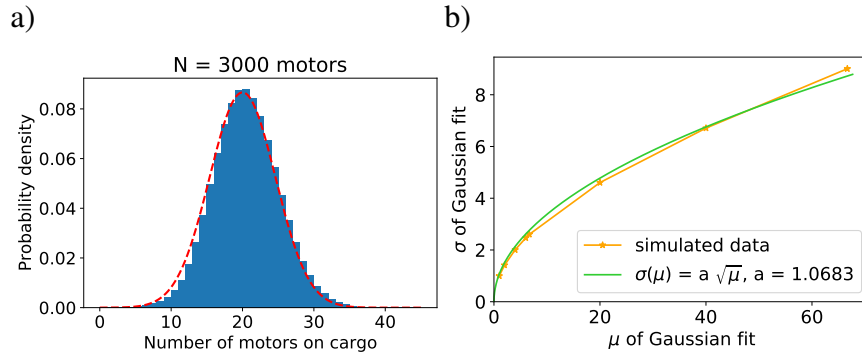 a)
N = 3000 motors
Probability density
0.08
0.06
0.04
0.02
0.00
0 10 20 30 40
Number of motors on cargo
b)
σ of Gaussian fit
8
6
4
2
0
simulated data
σ(μ) = a √μ, a = 1.0683
0 20 40 60
μ of Gaussian fit